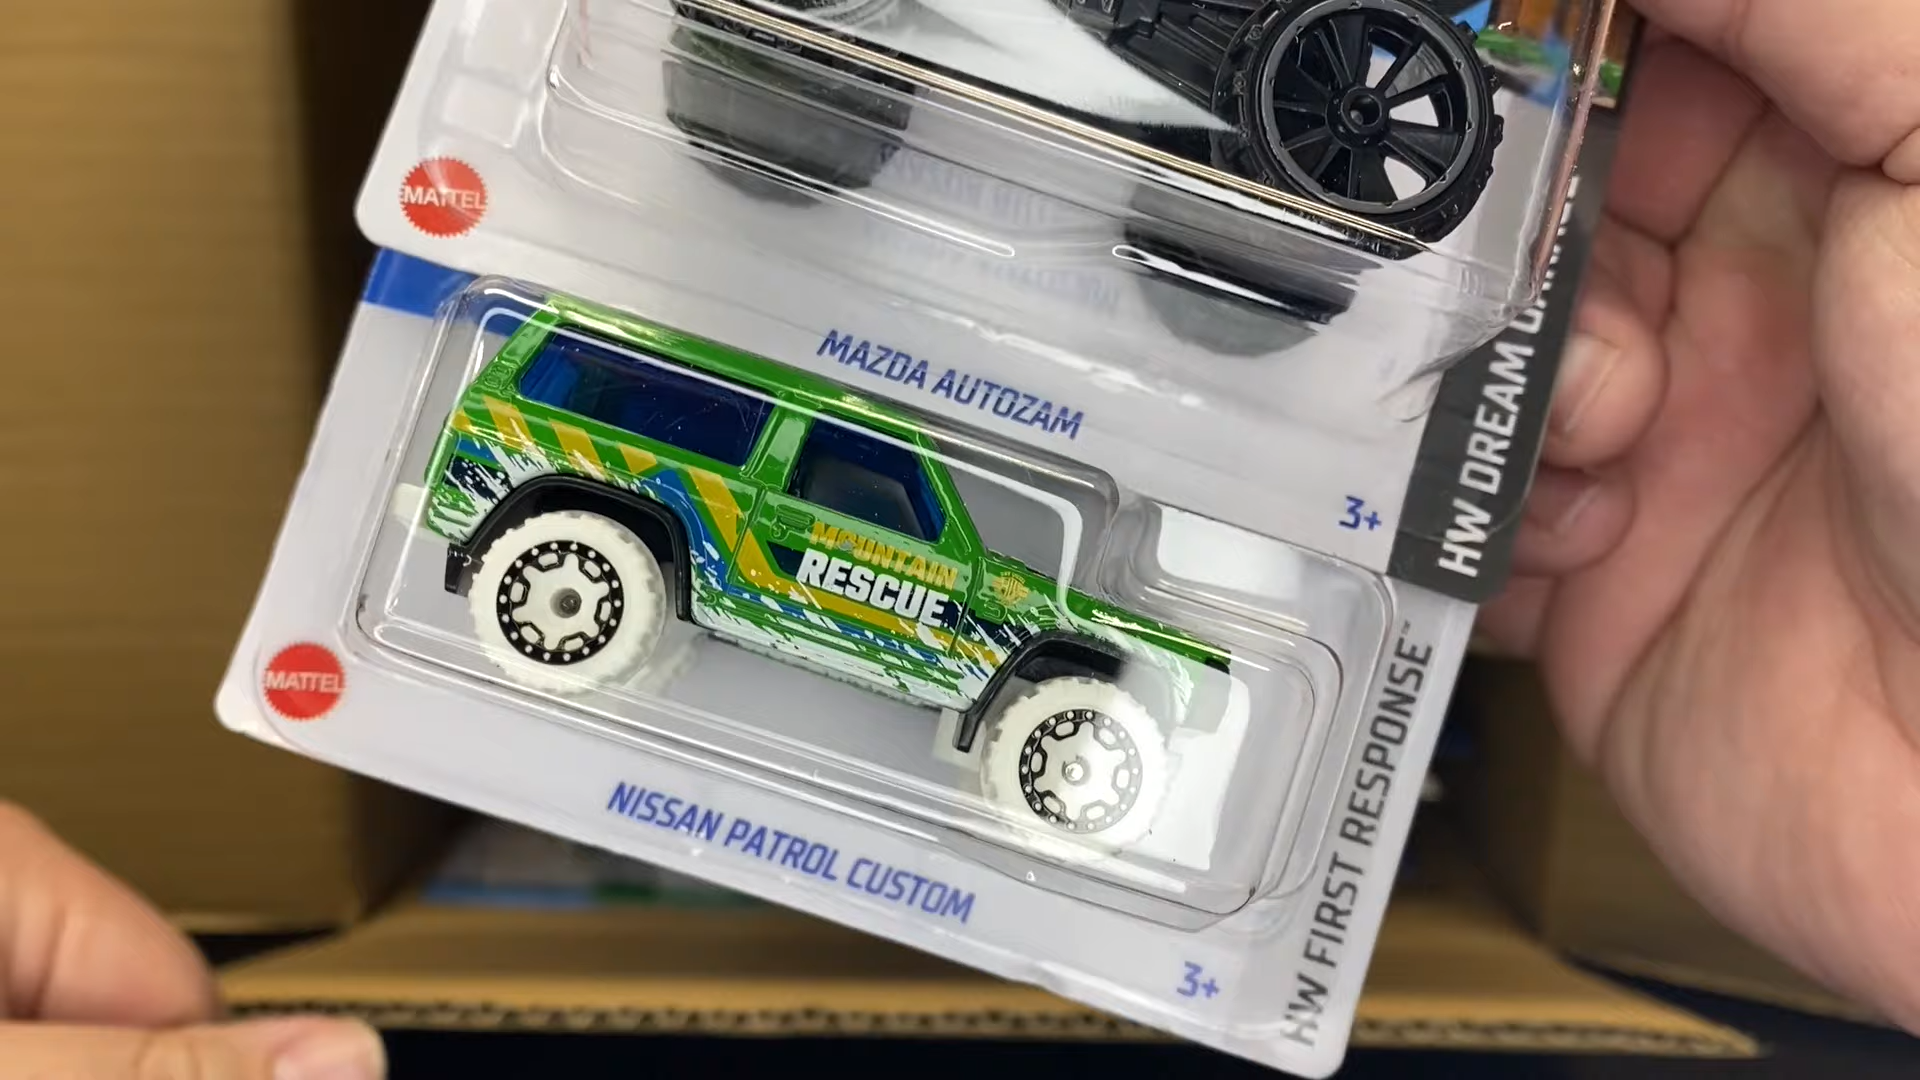 MATTEL
MAZDA AUTOZAM
3+
HW DREAM GARAGE
MOUNTAIN
RESCUE
MATTEL
NISSAN PATROL CUSTOM
3+
HW FIRST RESPONSE™